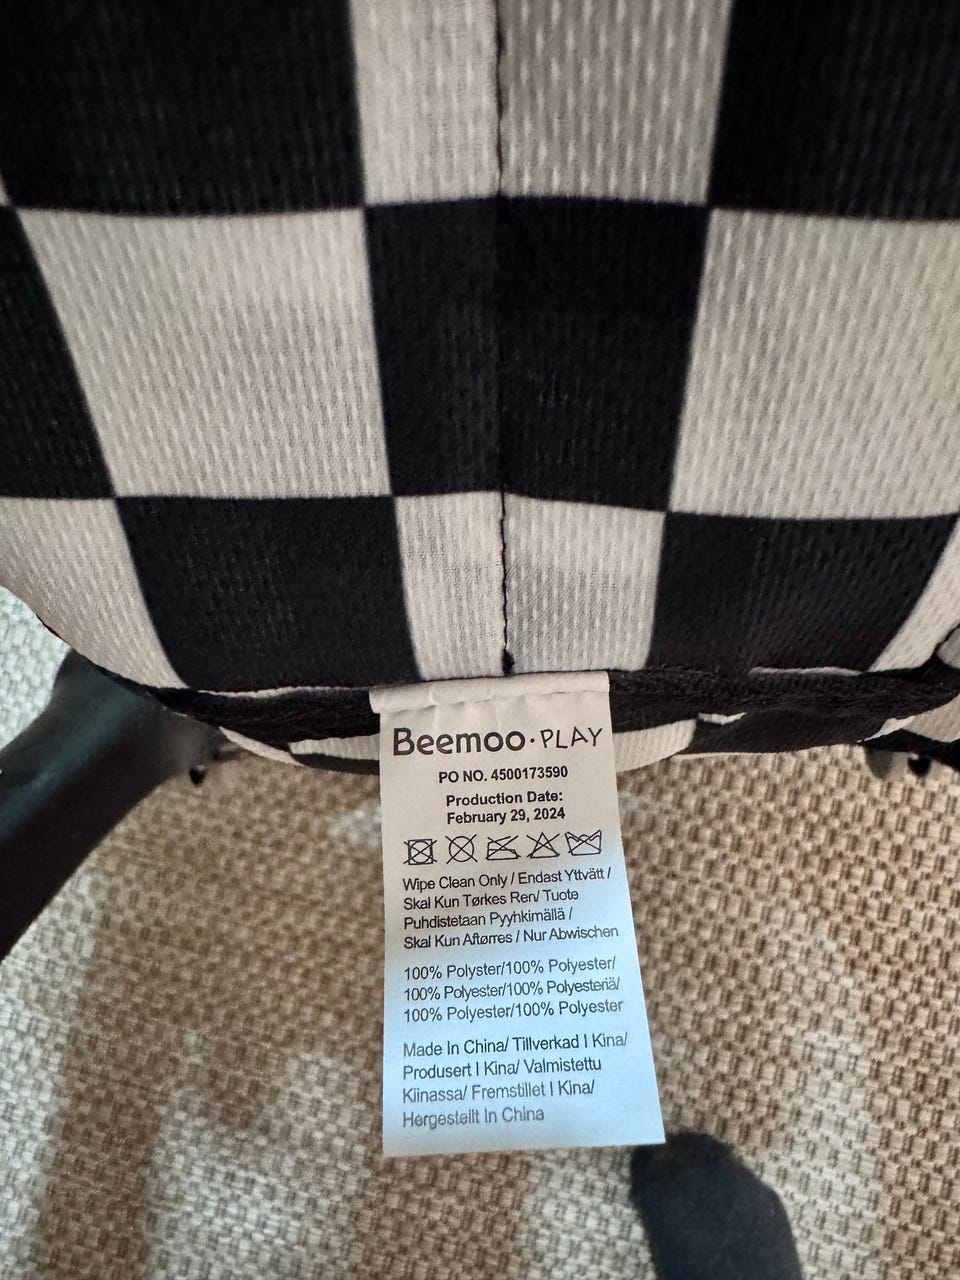 Beemoo·PLAY
PO NO. 4500173590
Production Date:
February 29, 2024
Wipe Clean Only / Endast Yttvätt /
Skal Kun Tørkes Ren/ Tuote
Puhdistetaan Pyyhkimällä /
Skal Kun Aftørres / Nur Abwischen
100% Polyster/100% Polyester/
100% Polyester/100% Polyesteriä/
100% Polyester/100% Polyester
Made In China/ Tillverkad I Kina/
Produsert I Kina/ Valmistettu
Kiinassa/ Fremstillet I Kina/
Hergestellt In China